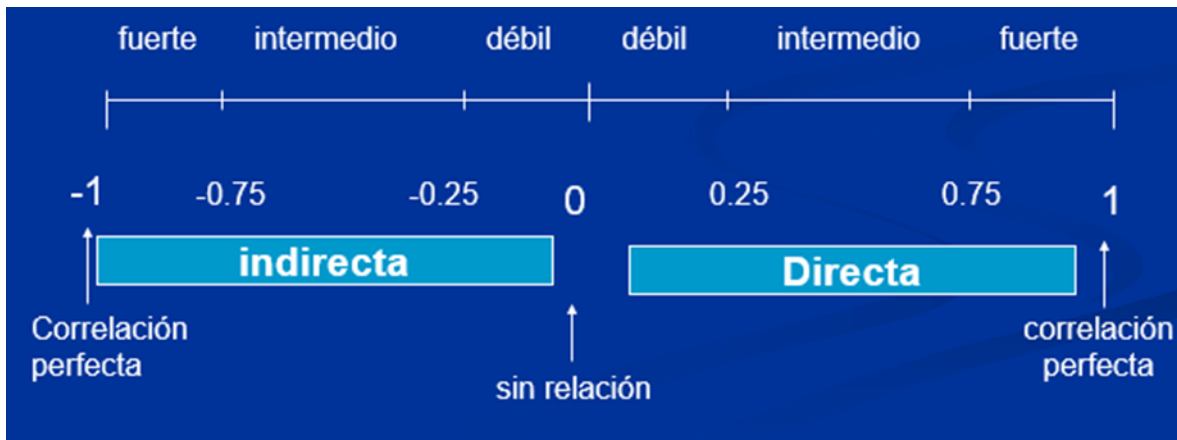 fuerte intermedio débil débil intermedio fuerte
-1 -0.75 -0.25 0 0.25 0.75 1
indirecta Directa
Correlación
perfecta
sin relación
correlación
perfecta